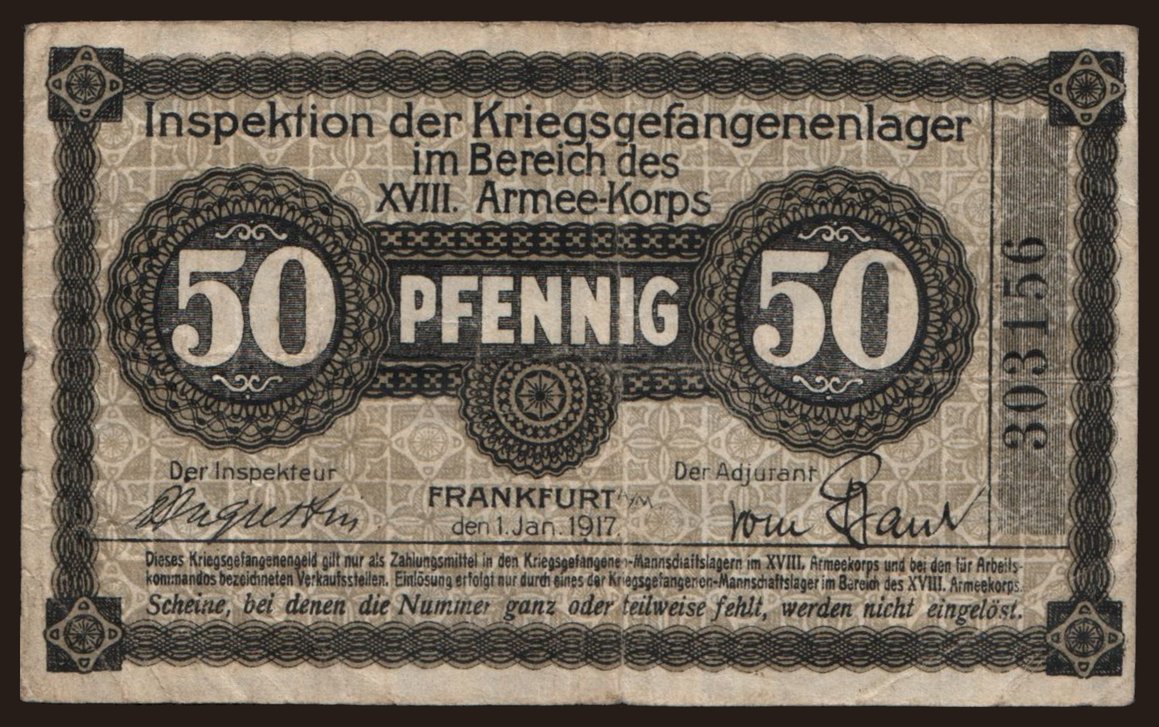 Inspektion der Kriegsgefangenenlager
im Bereich des
XVIII. Armee-Korps
50 PFENNIG 50
303156
Der Inspekteur
Der Adjutant
FRANKFURT a/M.
den 1. Jan. 1917.
Dieses Kriegsgefangenengeld gilt nur als Zahlungsmittel in den Kriegsgefangenen-Mannschaftslagern im XVIII. Armeekorps und bei den für Arbeits-
kommandos bezeichneten Verkaufsstellen. Einlösung erfolgt nur durch eines der Kriegsgefangenen-Mannschaftslager im Bereich des XVIII. Armeekorps.
Scheine, bei denen die Nummer ganz oder teilweise fehlt, werden nicht eingelöst.